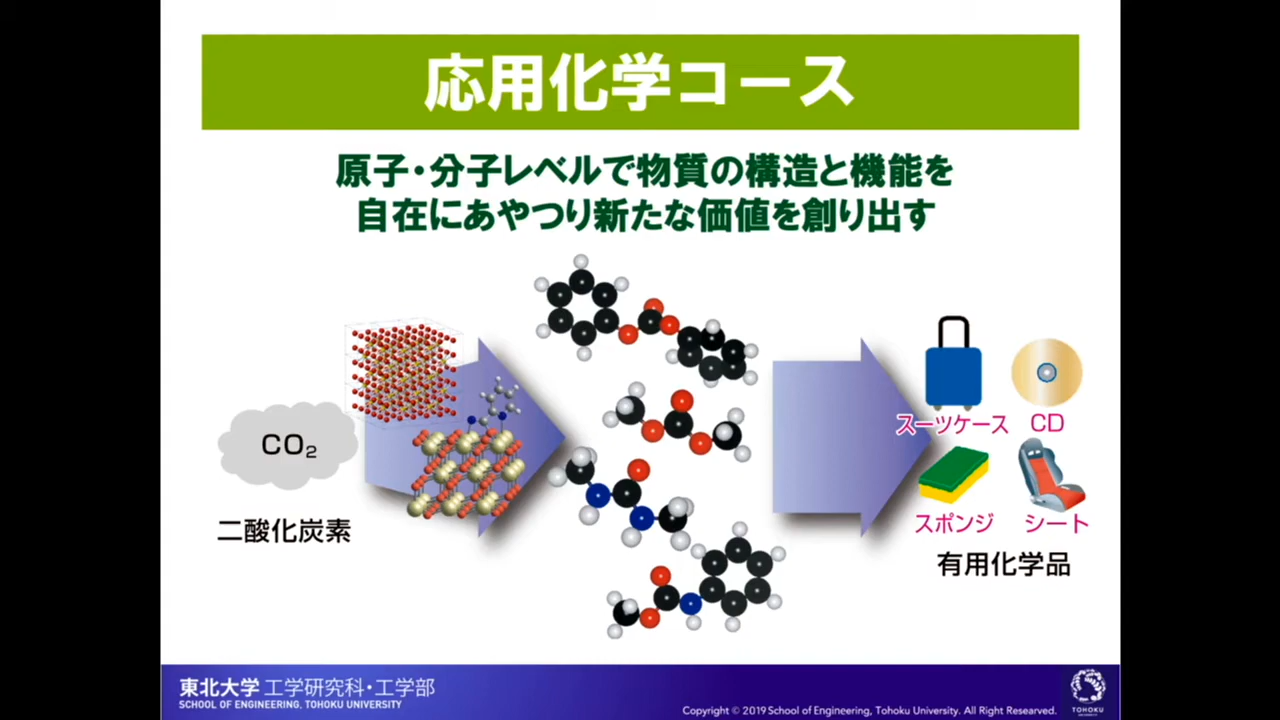 応用化学コース
原子・分子レベルで物質の構造と機能を
自在にあやつり新たな価値を創り出す
CO₂
二酸化炭素
スーツケース
CD
スポンジ
シート
有用化学品
東北大学 工学研究科・工学部
SCHOOL OF ENGINEERING, TOHOKU UNIVERSITY
Copyright © 2019 School of Engineering, Tohoku University. All Right Researved.
TOHOKU